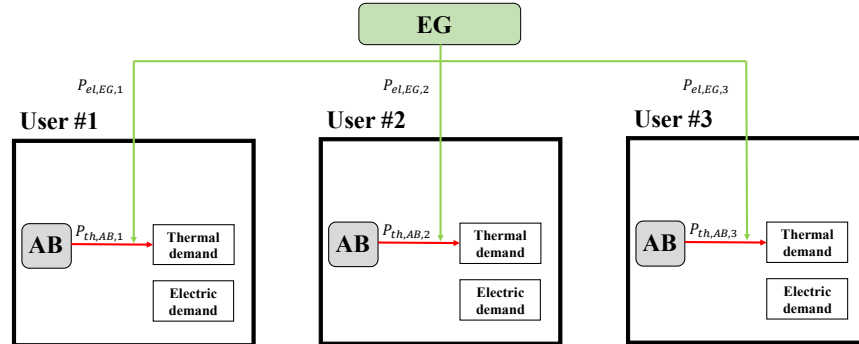 EG
P_{el,EG,1}
P_{el,EG,2}
P_{el,EG,3}
User #1
User #2
User #3
AB
P_{th,AB,1}
Thermal
demand
Electric
demand
AB
P_{th,AB,2}
Thermal
demand
Electric
demand
AB
P_{th,AB,3}
Thermal
demand
Electric
demand